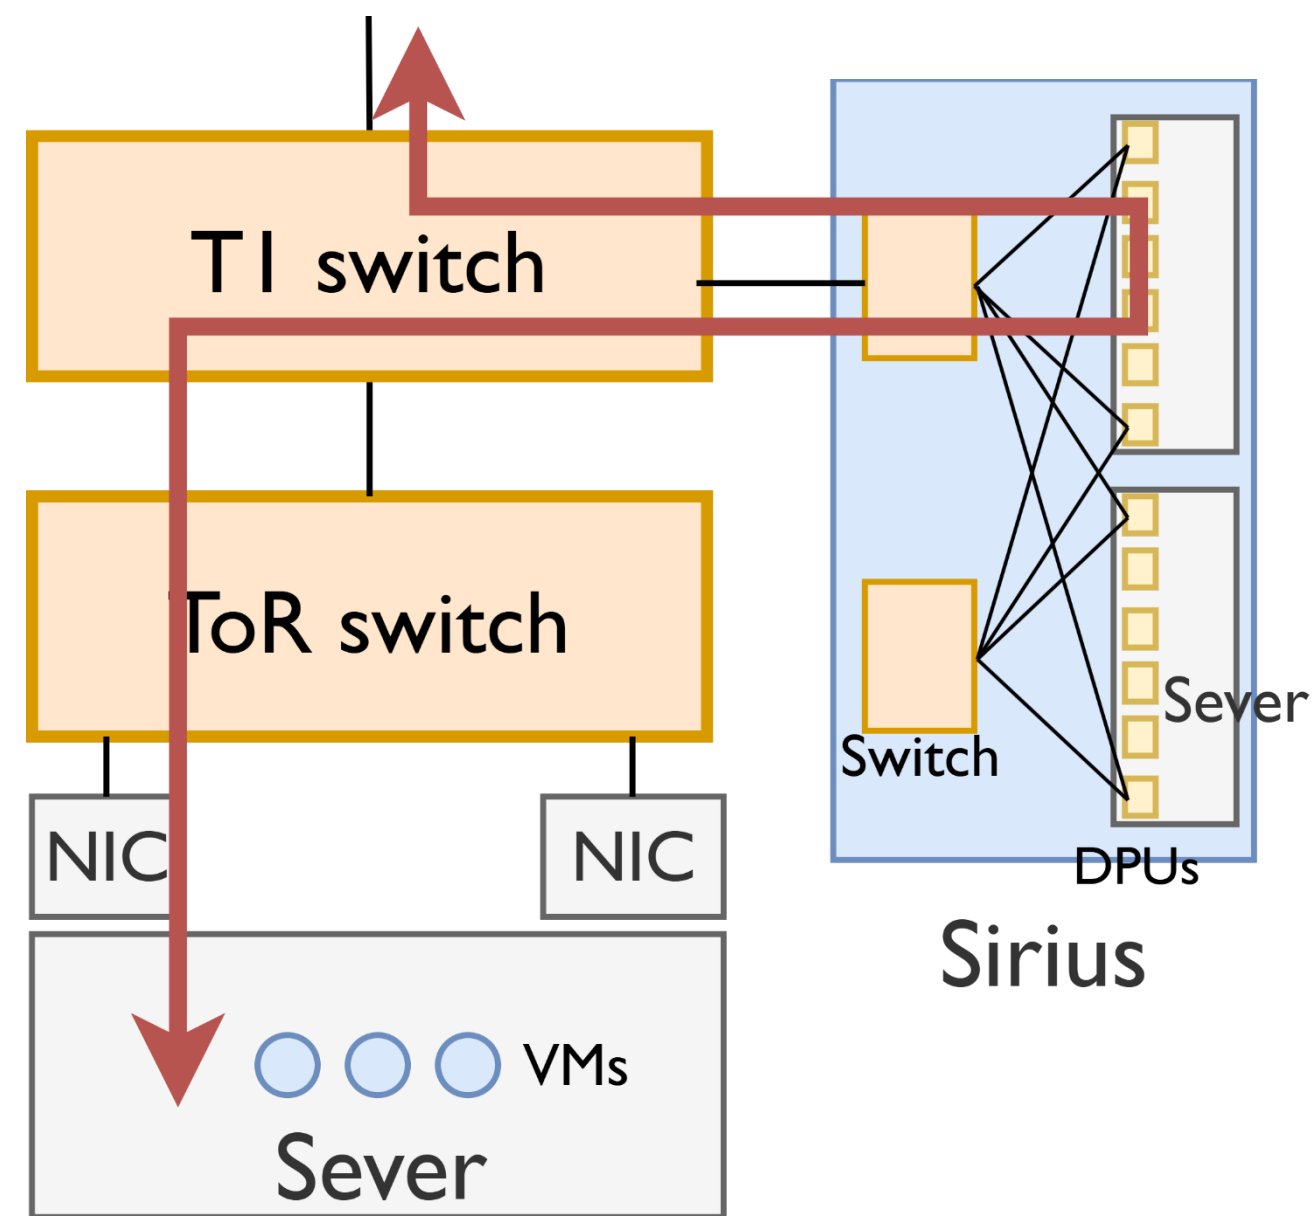 T1 switch
ToR switch
NIC
NIC
VMs
Sever
Switch
Sever
DPUs
Sirius